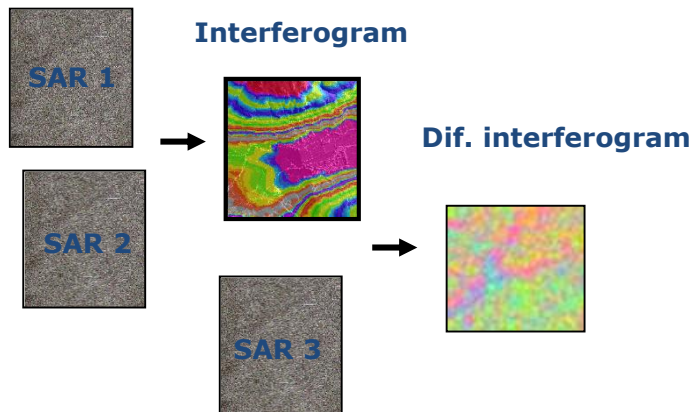 Interferogram
SAR 1
Dif. interferogram
SAR 2
SAR 3